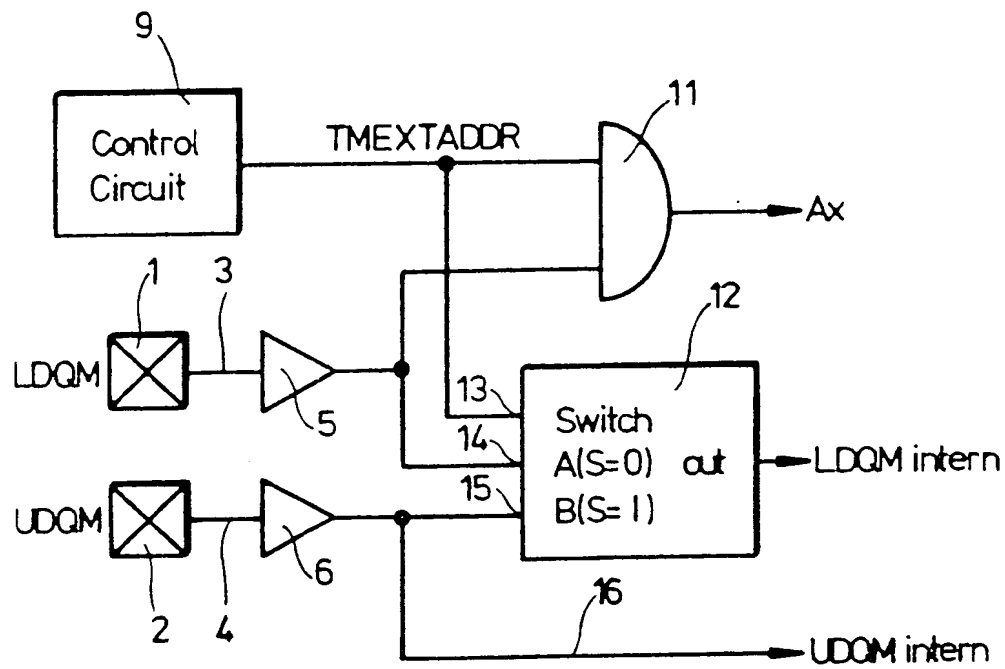 9
Control
Circuit
TMEXTADDR
11
Ax
1
3
12
LDQM
5
13
Switch
14
A(S=0) out
LDQM intern
15
B(S=1)
UDQM
6
2
4
16
UDQM intern